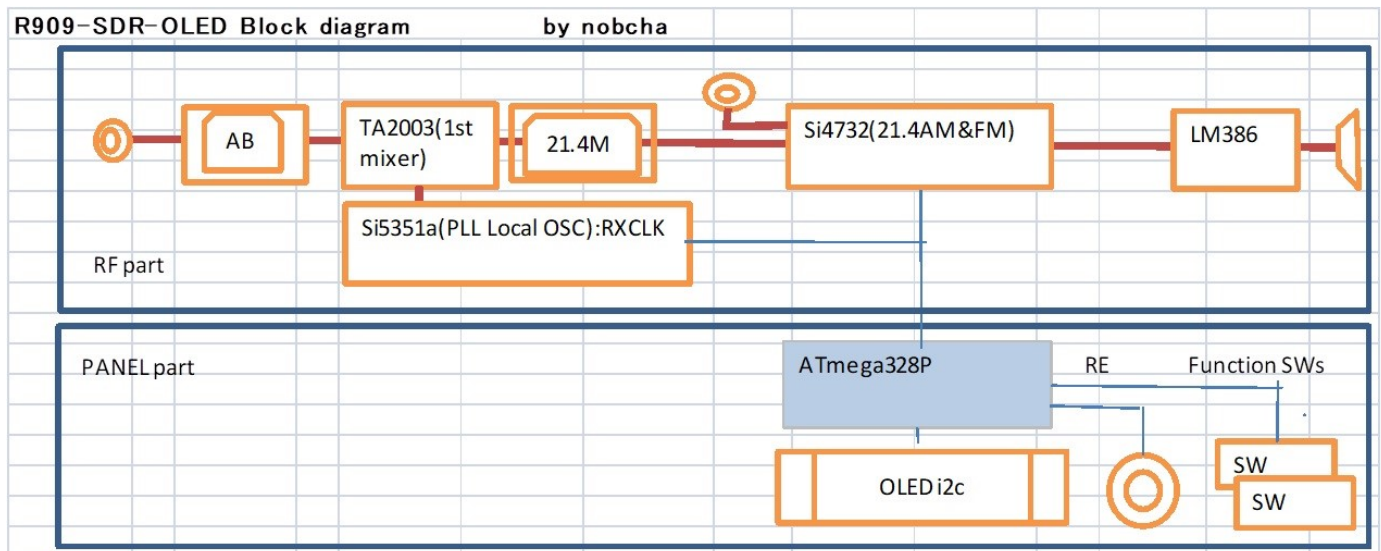 R909-SDR-OLED Block diagram by nobcha
AB
TA2003(1st
mixer)
21.4M
Si4732(21.4AM&FM)
LM386
Si5351a(PLL Local OSC):RXCLK
RF part
PANEL part
ATmega328P
RE
Function SWs
OLED i2c
SW
SW